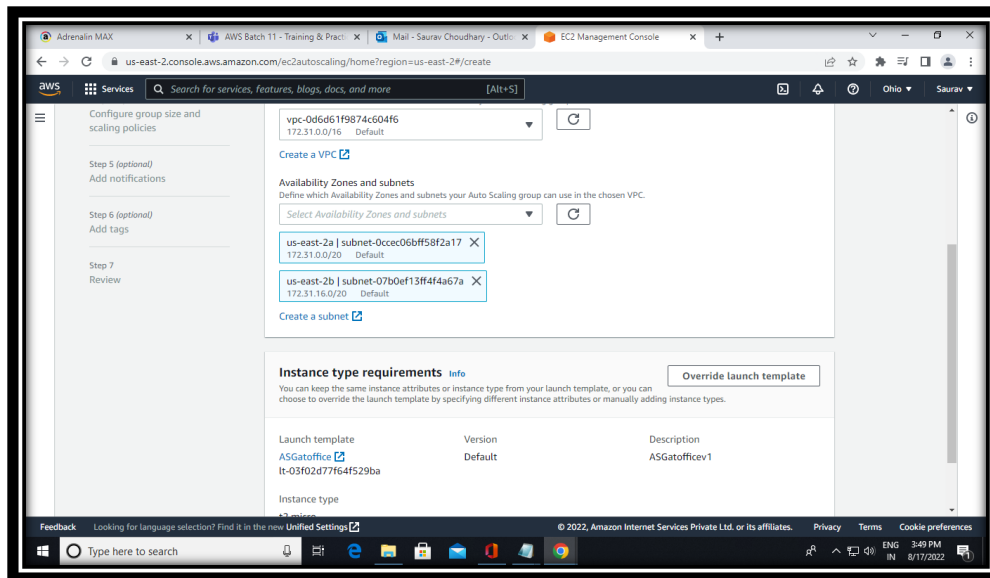 Adrenalin MAX
AWS Batch 11 - Training & Practi
Mail - Saurav Choudhary - Outlo
EC2 Management Console
us-east-2.console.aws.amazon.com/ec2autoscaling/home?region=us-east-2#/create
aws
Services
Search for services, features, blogs, docs, and more
[Alt+S]
Ohio
Saurav
Configure group size and
scaling policies
Step 5 (optional)
Add notifications
Step 6 (optional)
Add tags
Step 7
Review
vpc-0d6d61f9874c604f6
172.31.0.0/16 Default
Create a VPC
Availability Zones and subnets
Define which Availability Zones and subnets your Auto Scaling group can use in the chosen VPC.
Select Availability Zones and subnets
us-east-2a | subnet-0ccec06bff58f2a17
172.31.0.0/20 Default
us-east-2b | subnet-07b0ef13ff4f4a67a
172.31.16.0/20 Default
Create a subnet
Instance type requirements Info
Override launch template
You can keep the same instance attributes or instance type from your launch template, or you can
choose to override the launch template by specifying different instance attributes or manually adding instance types.
Launch template
ASGatoffice
lt-03f02d77f64f529ba
Version
Default
Description
ASGatofficev1
Instance type
t2.micro
Feedback
Looking for language selection? Find it in the new Unified Settings
© 2022, Amazon Internet Services Private Ltd. or its affiliates.
Privacy
Terms
Cookie preferences
Type here to search
ENG
IN
3:49 PM
8/17/2022
1